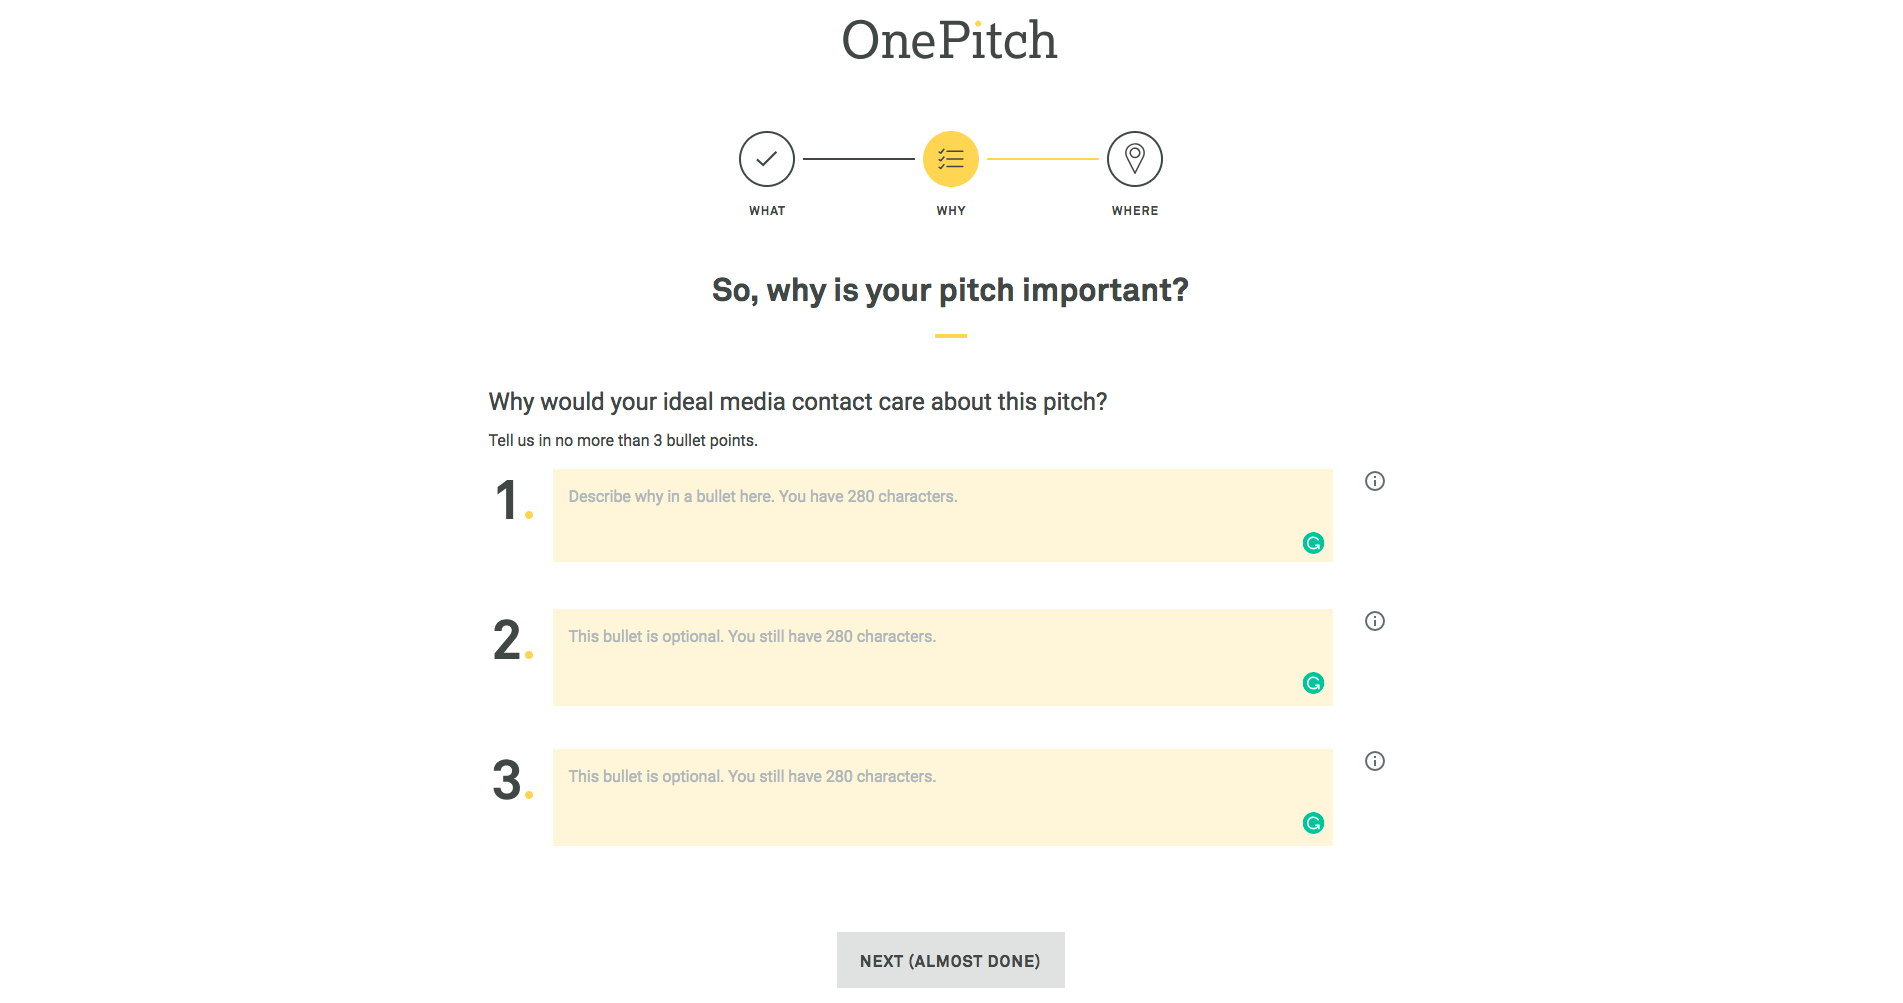 OnePitch
WHAT
WHY
WHERE
So, why is your pitch important?
Why would your ideal media contact care about this pitch?
Tell us in no more than 3 bullet points.
1.
Describe why in a bullet here. You have 280 characters.
2.
This bullet is optional. You still have 280 characters.
3.
This bullet is optional. You still have 280 characters.
NEXT (ALMOST DONE)